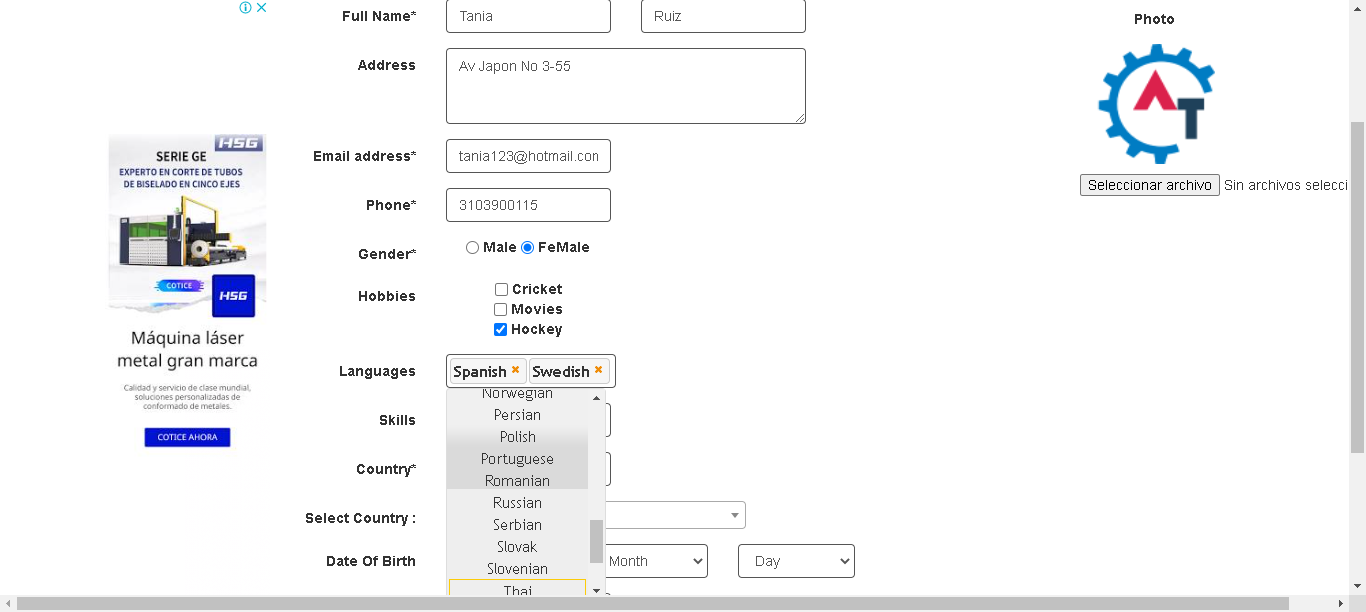 Full Name*
Tania
Ruiz
Address
Av Japon No 3-55
Email address*
tania123@hotmail.con
Phone*
3103900115
Gender*
Male
FeMale
Hobbies
Cricket
Movies
Hockey
Languages
Spanish
Swedish
Norwegian
Persian
Polish
Portuguese
Romanian
Russian
Serbian
Slovak
Slovenian
Thai
Skills
Country*
Select Country :
Date Of Birth
Month
Day
Photo
AT
Seleccionar archivo
Sin archivos selecci
HSG
SERIE GE
EXPERTO EN CORTE DE TUBOS
DE BISELADO EN CINCO EJES
COTICE
HSG
Máquina láser
metal gran marca
Calidad y servicio de clase mundial,
soluciones personalizadas de
conformado de metales.
COTICE AHORA